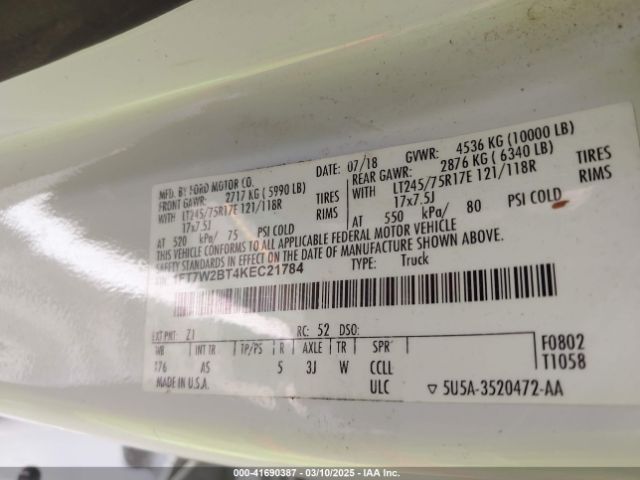 MFD. BY FORD MOTOR CO.
07/18 GVWR: 4536 KG (10000 LB)
FRONT GAWR: 2717 KG (5990 LB)
REAR GAWR: 2876 KG (6340 LB)
WITH LT245/75R17E 121/118R TIRES
WITH LT245/75R17E 121/118R TIRES
17x7.5J RIMS
17x7.5J RIMS
AT 520 kPa/ 75 PSI COLD
AT 550 kPa/ 80 PSI COLD
THIS VEHICLE CONFORMS TO ALL APPLICABLE FEDERAL MOTOR VEHICLE
SAFETY STANDARDS IN EFFECT ON THE DATE OF MANUFACTURE SHOWN ABOVE.
FT7W2BT4KEC21784
TYPE: Truck
EXT PNT: Z1 RC: 52 DSO:
WB INT TR TP/PS R AXLE TR SPR
176 AS 5 3J W CCLL
MADE IN U.S.A. ULC
F0802
T1058
▽ 5U5A-3520472-AA
000-41690387 - 03/10/2025 - IAA Inc.